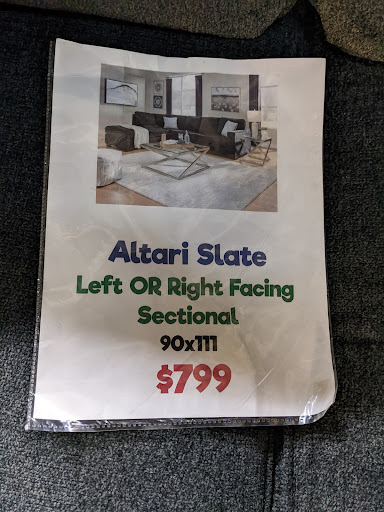 Altari Slate
Left OR Right Facing
Sectional
90x111
$799